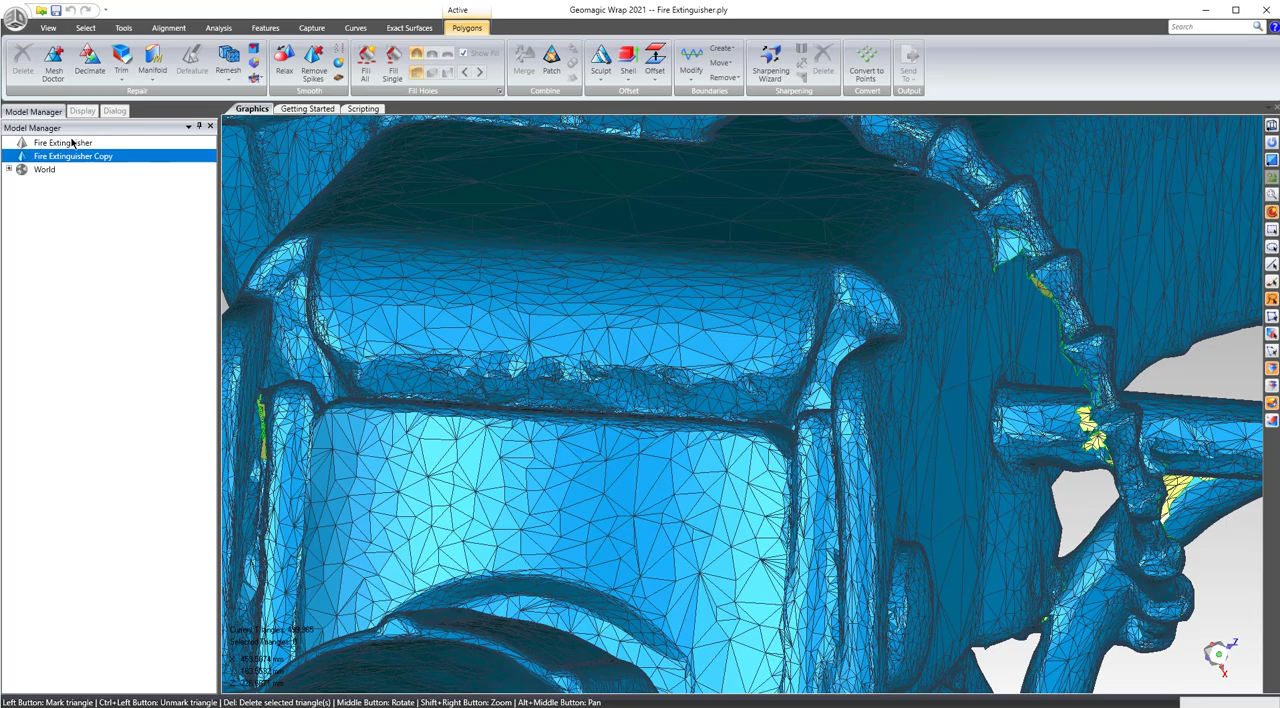 Active
Geomagic Wrap 2021 -- Fire Extinguisher.ply
View Select Tools Alignment Features Analysis Capture Curves Exact Surfaces Polygons
Search
Delete Mesh Doctor Decimate Trim Manifold Defeature Remesh
Relax Remove Spikes
Fill All Fill Single Show Fill
Merge Patch
Sculpt Shell Offset
Modify Create Move Remove
Sharpening Wizard Delete
Convert to Points
Send To
Repair Smooth Fill Holes Combine Offset Boundaries Sharpening Convert Output
Model Manager Display Dialog
Graphics Getting Started Scripting
Model Manager
Fire Extinguisher
Fire Extinguisher Copy
World
Z
X
Left Button: Mark triangle | Ctrl+Left Button: Unmark triangle | Del: Delete selected triangle(s) | Middle Button: Rotate | Shift+Right Button: Zoom | Alt+Middle Button: Pan